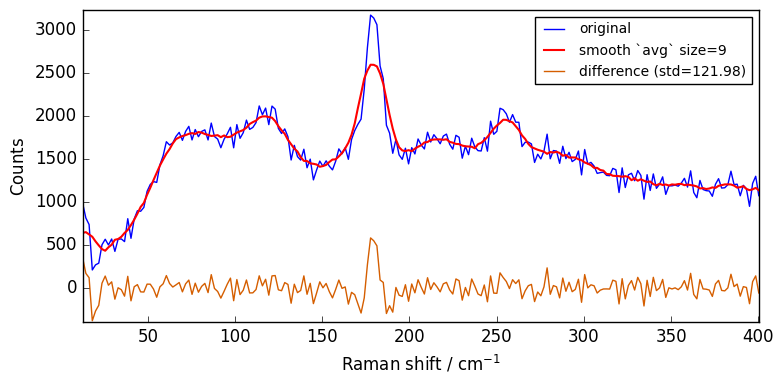 original
smooth `avg` size=9
difference (std=121.98)
3000
2500
2000
1500
1000
500
0
Counts
50 100 150 200 250 300 350 400
Raman shift / cm⁻¹